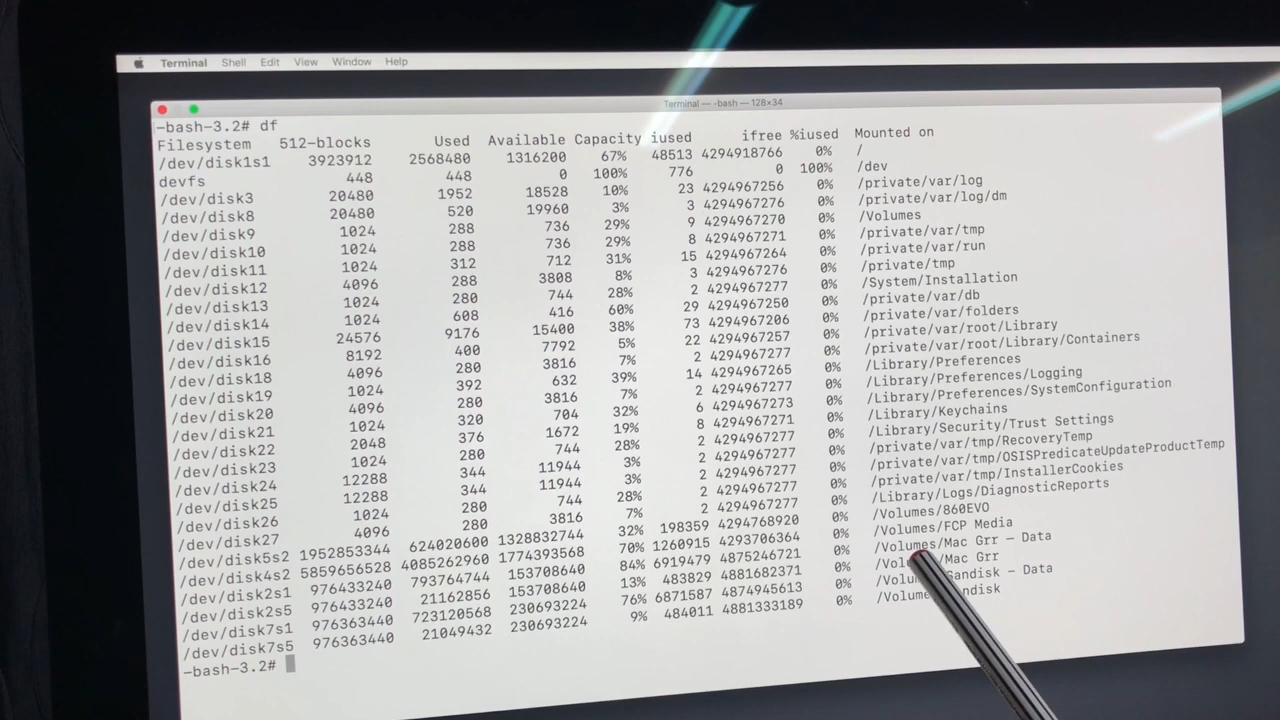 Terminal Shell Edit View Window Help
Terminal — -bash — 128×34
-bash-3.2# df
Filesystem 512-blocks Used Available Capacity iused ifree %iused Mounted on
/dev/disk1s1 3923912 2568480 1316200 67% 48513 4294918766 0% /
devfs 448 448 0 100% 776 0 100% /dev
/dev/disk3 20480 1952 18528 10% 23 4294967256 0% /private/var/log
/dev/disk8 20480 520 19960 3% 3 4294967276 0% /private/var/log/dm
/dev/disk9 1024 288 736 29% 9 4294967270 0% /Volumes
/dev/disk10 1024 288 736 29% 8 4294967271 0% /private/var/tmp
/dev/disk11 1024 312 712 31% 15 4294967264 0% /private/var/run
/dev/disk12 4096 288 3808 8% 3 4294967276 0% /private/tmp
/dev/disk13 1024 280 744 28% 2 4294967277 0% /System/Installation
/dev/disk14 1024 608 416 60% 29 4294967250 0% /private/var/db
/dev/disk15 24576 9176 15400 38% 73 4294967206 0% /private/var/folders
/dev/disk16 8192 400 7792 5% 22 4294967257 0% /private/var/root/Library
/dev/disk18 4096 280 3816 7% 2 4294967277 0% /private/var/root/Library/Containers
/dev/disk19 1024 392 632 39% 14 4294967265 0% /Library/Preferences
/dev/disk20 4096 280 3816 7% 2 4294967277 0% /Library/Preferences/Logging
/dev/disk21 1024 320 704 32% 6 4294967273 0% /Library/Preferences/SystemConfiguration
/dev/disk22 2048 376 1672 19% 8 4294967271 0% /Library/Keychains
/dev/disk23 1024 280 744 28% 2 4294967277 0% /Library/Security/Trust Settings
/dev/disk24 12288 344 11944 3% 2 4294967277 0% /private/var/tmp/RecoveryTemp
/dev/disk25 12288 344 11944 3% 2 4294967277 0% /private/var/tmp/OSISPredicateUpdateProductTemp
/dev/disk26 1024 280 744 28% 2 4294967277 0% /private/var/tmp/InstallerCookies
/dev/disk27 4096 280 3816 7% 2 4294967277 0% /Library/Logs/DiagnosticReports
/dev/disk5s2 1952853344 624020600 1328832744 32% 198359 4294768920 0% /Volumes/860EVO
/dev/disk4s2 5859656528 4085262960 1774393568 70% 1260915 4293706364 0% /Volumes/FCP Media
/dev/disk2s1 976433240 793764744 153708640 84% 6919479 4875246721 0% /Volumes/Mac Grr — Data
/dev/disk2s5 976433240 21162856 153708640 13% 483829 4881682371 0% Mac Grr
/dev/disk7s1 976363440 723120568 230693224 76% 6871587 4874945613 0% Sandisk — Data
/dev/disk7s5 976363440 21049432 230693224 9% 484011 4881333189 0%
-bash-3.2#